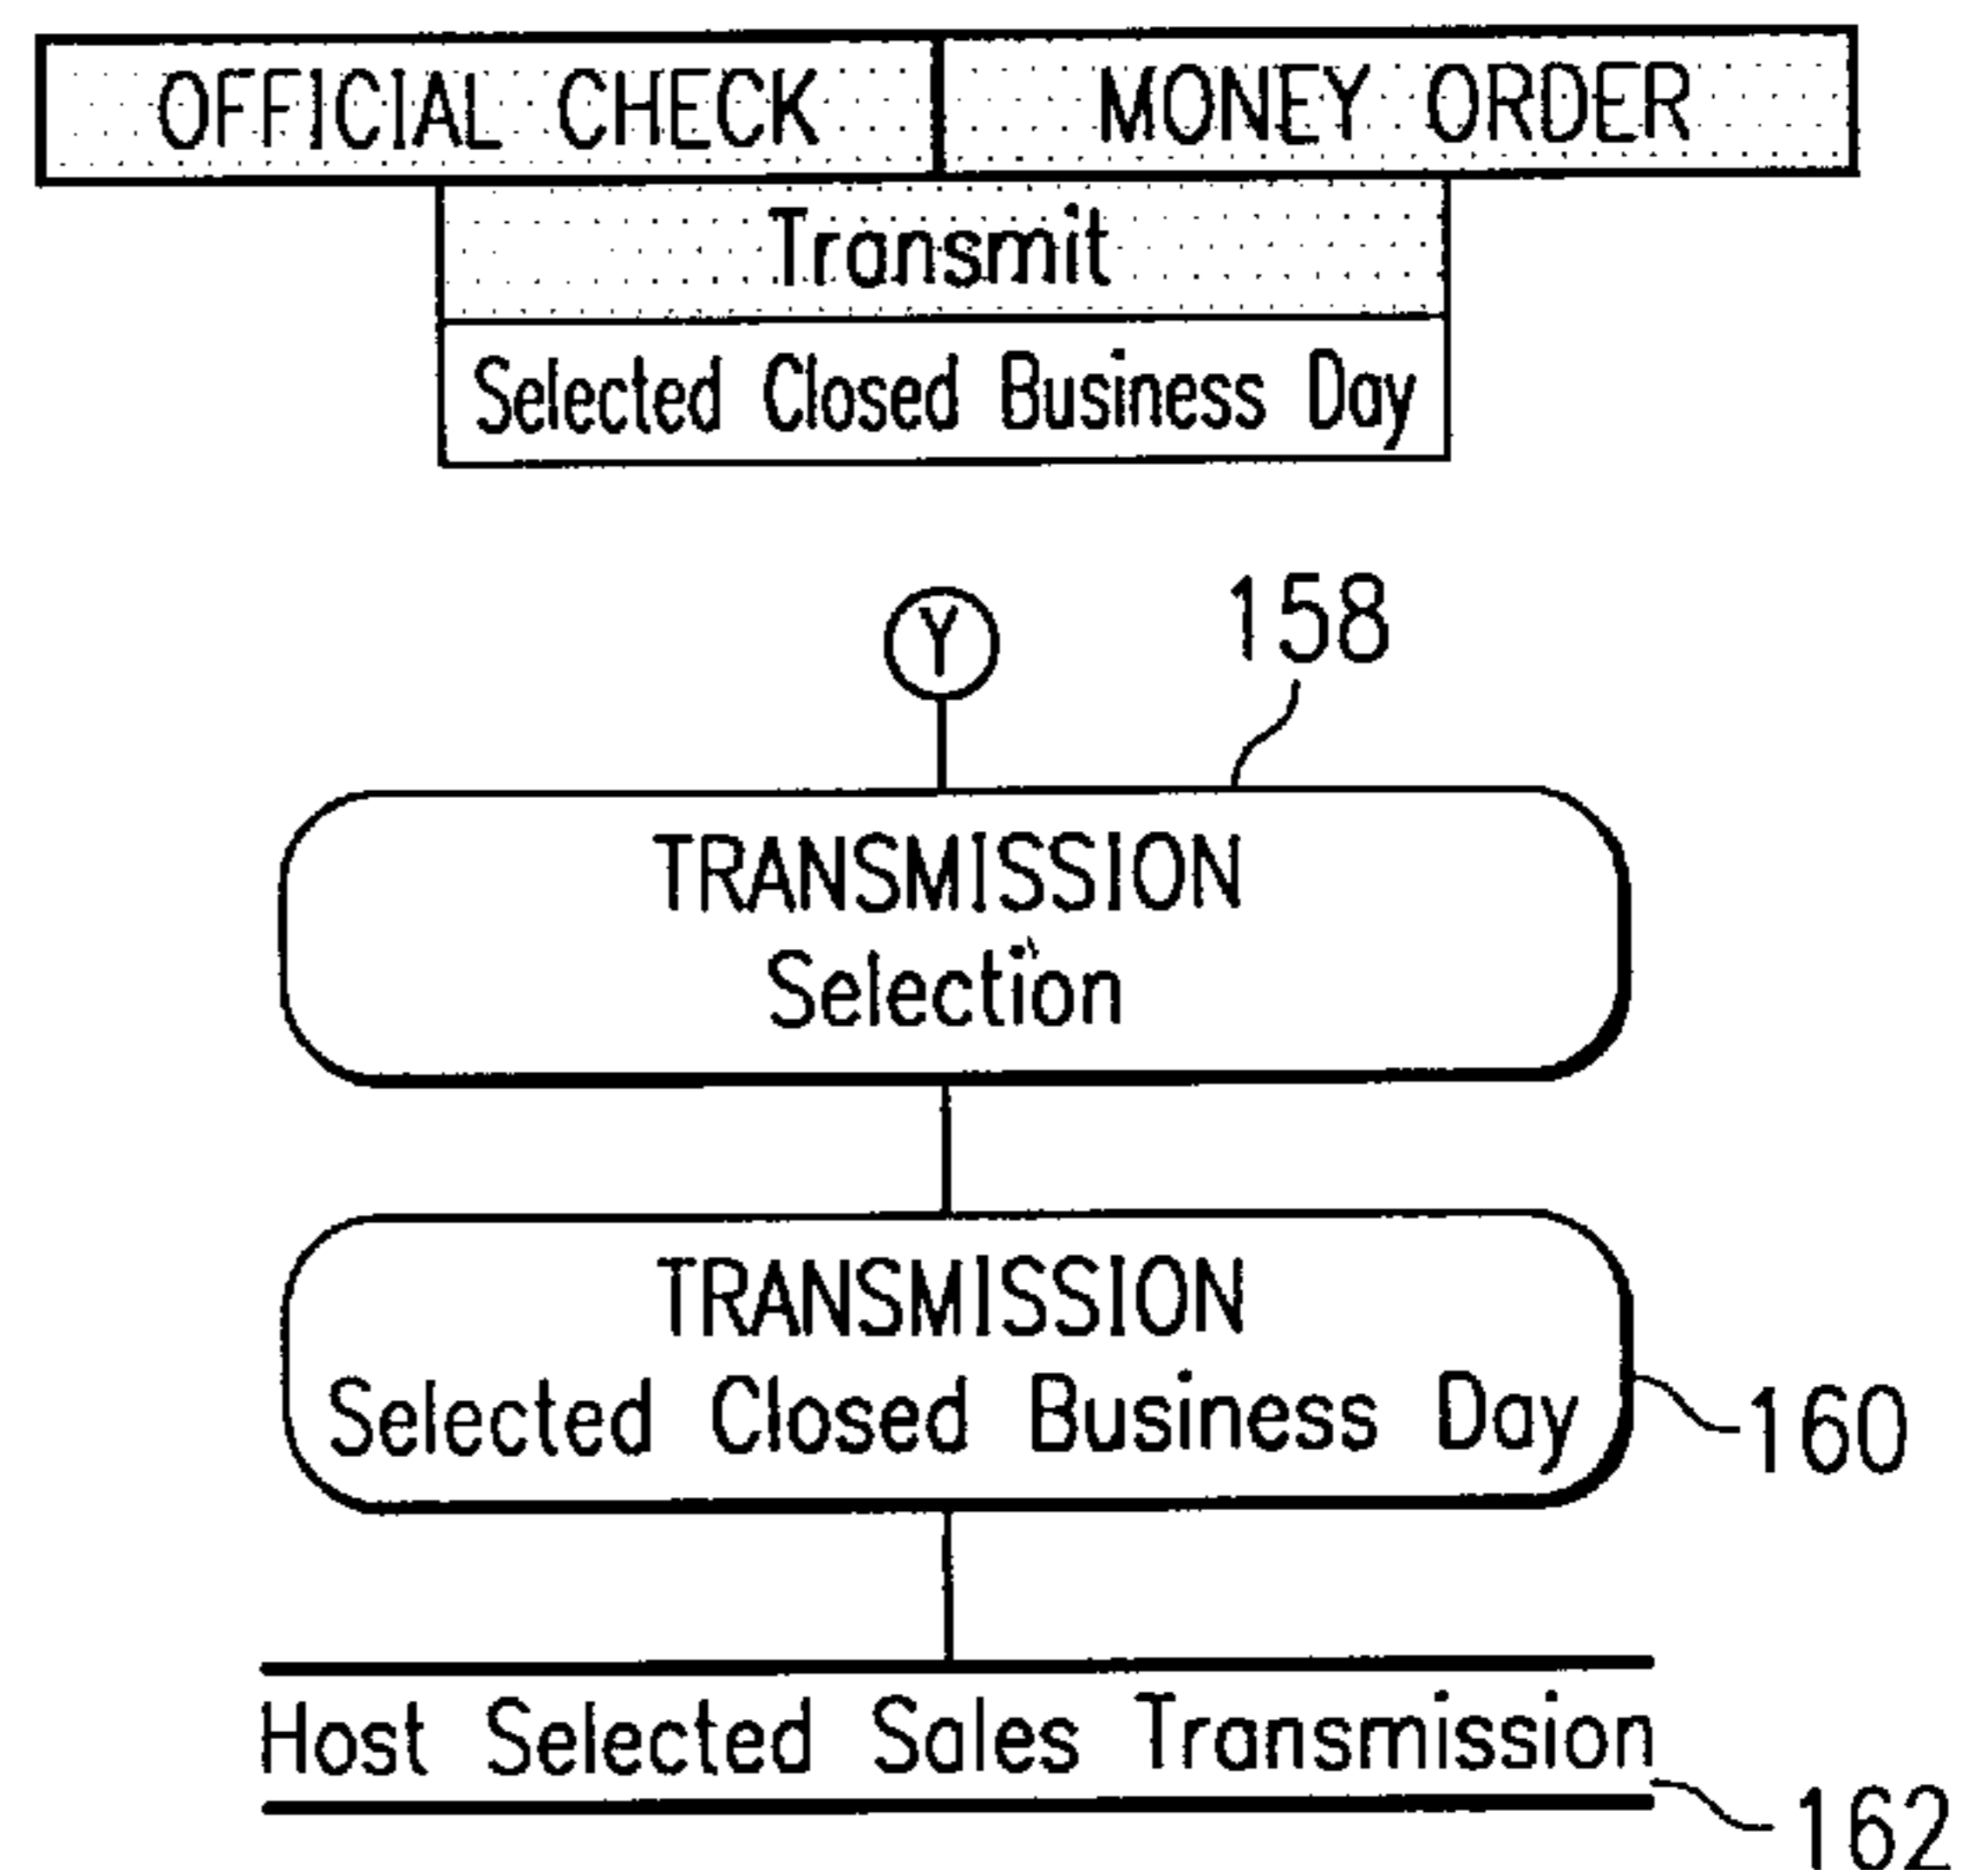 OFFICIAL CHECK MONEY ORDER
Transmit
Selected Closed Business Day
Y
158
TRANSMISSION
Selection
TRANSMISSION
Selected Closed Business Day
160
Host Selected Sales Transmission
162